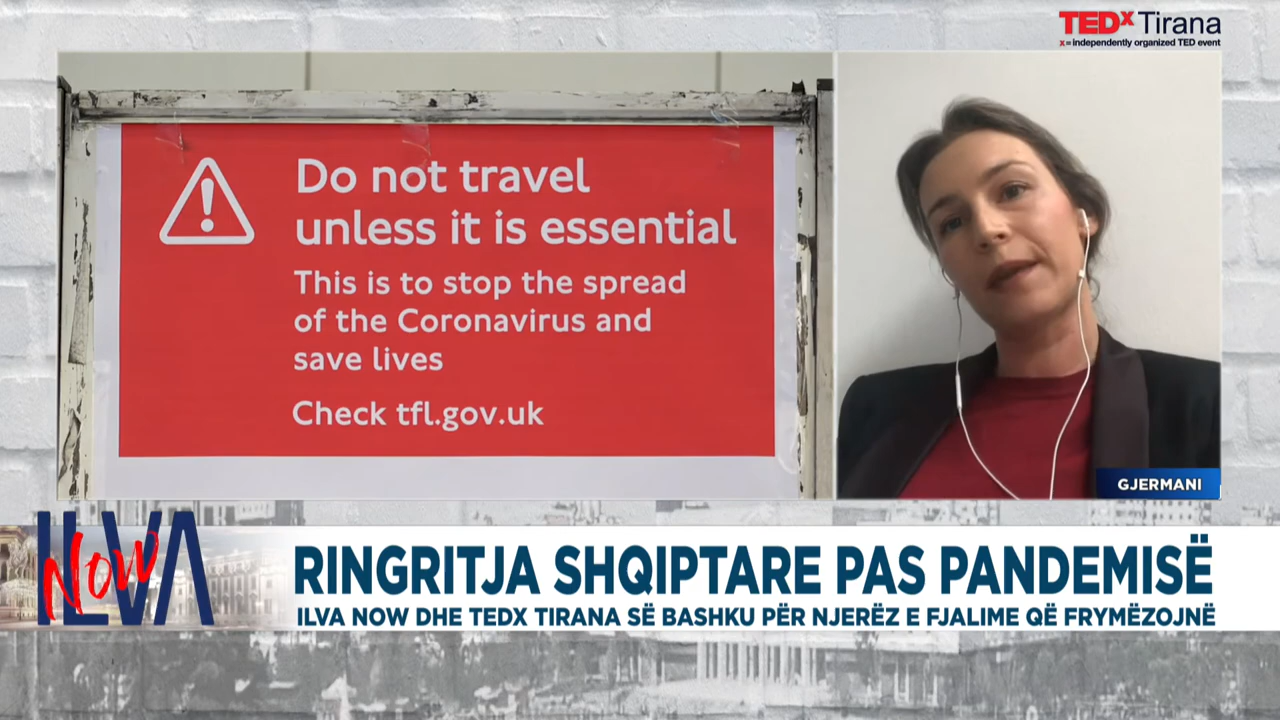 TEDx Tirana
x = independently organized TED event
Do not travel
unless it is essential
This is to stop the spread
of the Coronavirus and
save lives
Check tfl.gov.uk
GJERMANI
ILVA
Now
RINGRITJA SHQIPTARE PAS PANDEMISË
ILVA NOW DHE TEDX TIRANA SË BASHKU PËR NJERËZ E FJALIME QË FRYMËZOJNË